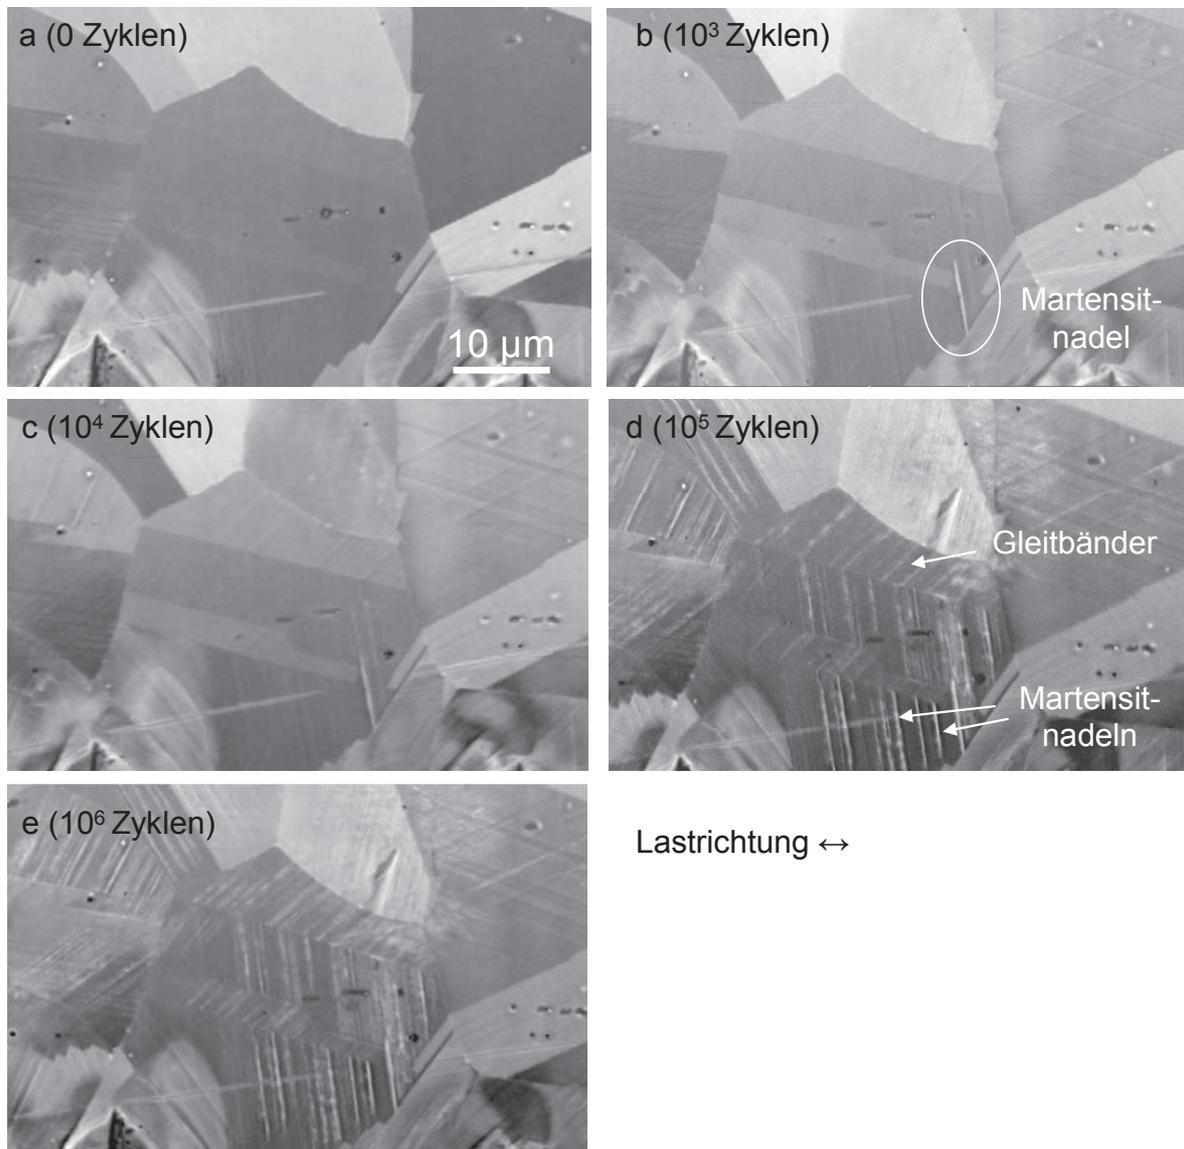 a (0 Zyklen)
10 µm
b (10³ Zyklen)
Martensit-
nadel
c (10⁴ Zyklen)
d (10⁵ Zyklen)
Gleitbänder
Martensit-
nadeln
e (10⁶ Zyklen)
Lastrichtung ↔